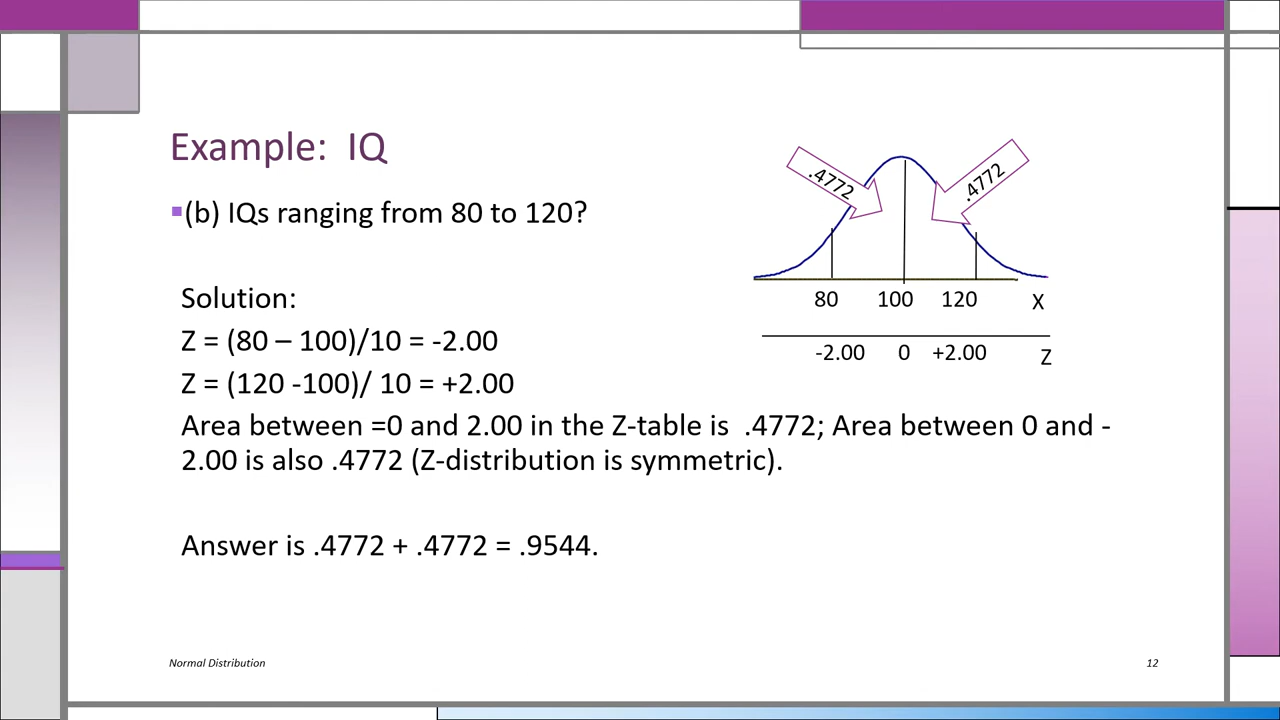 Example: IQ
▪(b) IQs ranging from 80 to 120?
Solution:
Z = (80 – 100)/10 = -2.00
Z = (120 -100)/ 10 = +2.00
Area between =0 and 2.00 in the Z-table is .4772; Area between 0 and -
2.00 is also .4772 (Z-distribution is symmetric).
Answer is .4772 + .4772 = .9544.
.4772
.4772
80 100 120 X
-2.00 0 +2.00 Z
Normal Distribution
12